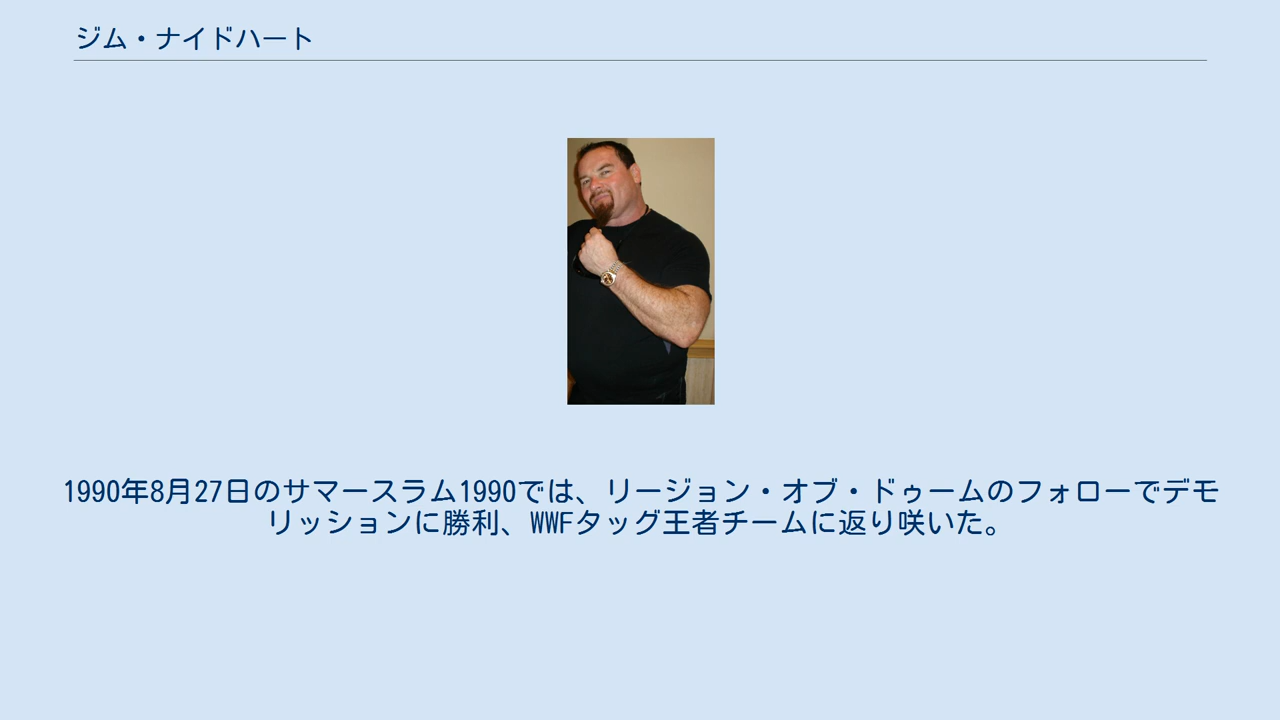 ジム・ナイドハート
1990年8月27日のサマースラム1990では、リージョン・オブ・ドゥームのフォローでデモ
リッションに勝利、WWFタッグ王者チームに返り咲いた。